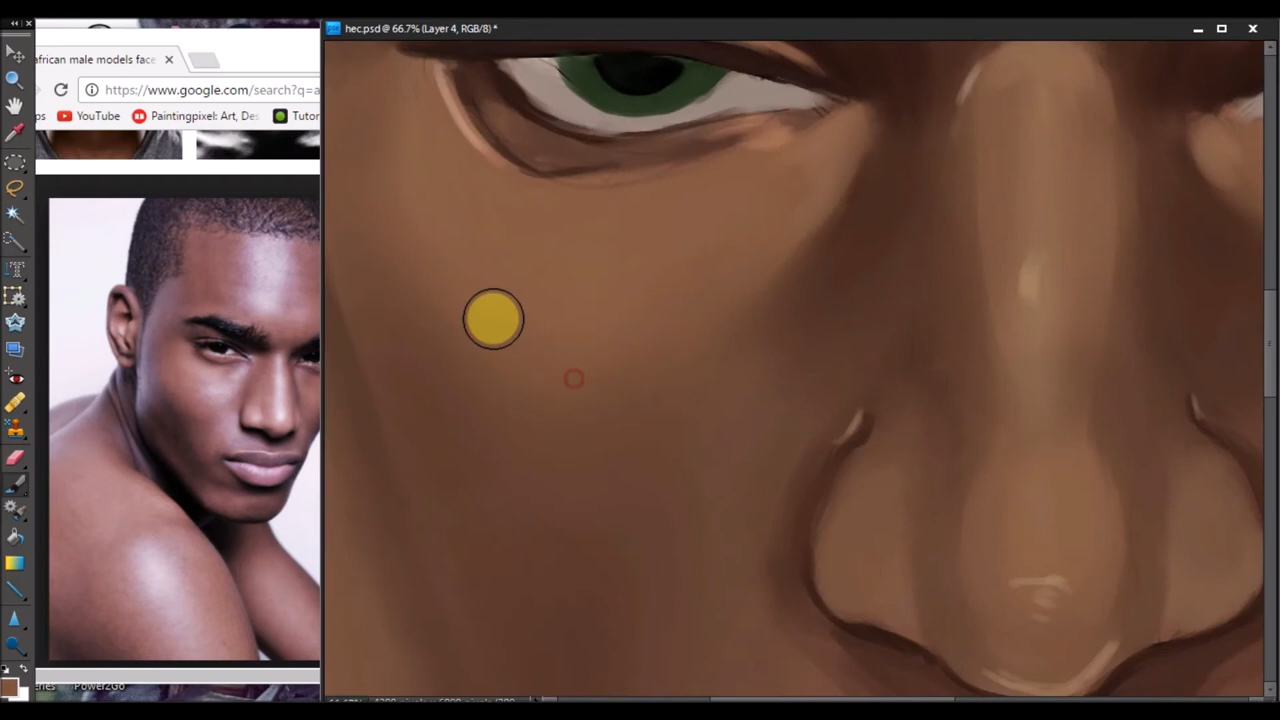 hec.psd @ 66.7% (Layer 4, RGB/8) *
african male models face
https://www.google.com/search?q=a
ps YouTube Paintingpixel: Art, Des Tutor
Power2Go